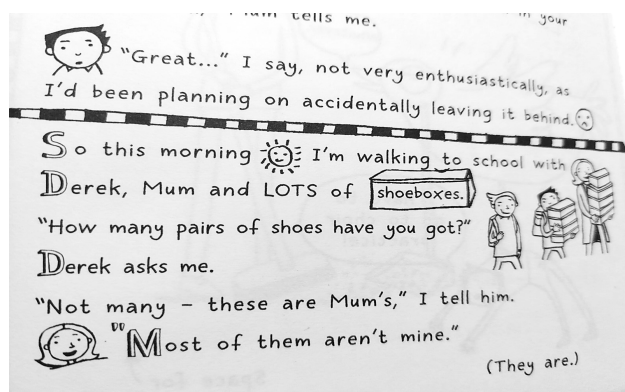 Mum tells me.
in your
"Great..." I say, not very enthusiastically, as
I'd been planning on accidentally leaving it behind.
So this morning I'm walking to school with
Derek, Mum and LOTS of shoeboxes.
"How many pairs of shoes have you got?"
Derek asks me.
"Not many – these are Mum's," I tell him.
"Most of them aren't mine."
(They are.)